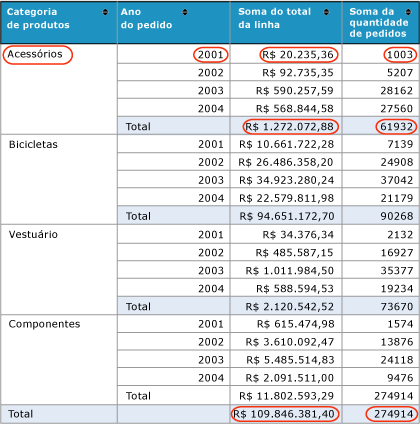 Categoria de produtos Ano do pedido Soma do total da linha Soma da quantidade de pedidos
Acessórios 2001 R$ 20.235,36 1003
2002 R$ 92.735,35 5207
2003 R$ 590.257,59 28162
2004 R$ 568.844,58 27560
Total R$ 1.272.072,88 61932
Bicicletas 2001 R$ 10.661.722,28 7139
2002 R$ 26.486.358,20 24908
2003 R$ 34.923.280,24 37042
2004 R$ 22.579.811,98 21179
Total R$ 94.651.172,70 90268
Vestuário 2001 R$ 34.376,34 2132
2002 R$ 485.587,15 16927
2003 R$ 1.011.984,50 35377
2004 R$ 588.594,53 19234
Total R$ 2.120.542,52 73670
Componentes 2001 R$ 615.474,98 1574
2002 R$ 3.610.092,47 13876
2003 R$ 5.485.514,83 24118
2004 R$ 2.091.511,00 9476
Total R$ 11.802.593,29 274914
Total R$ 109.846.381,40 274914